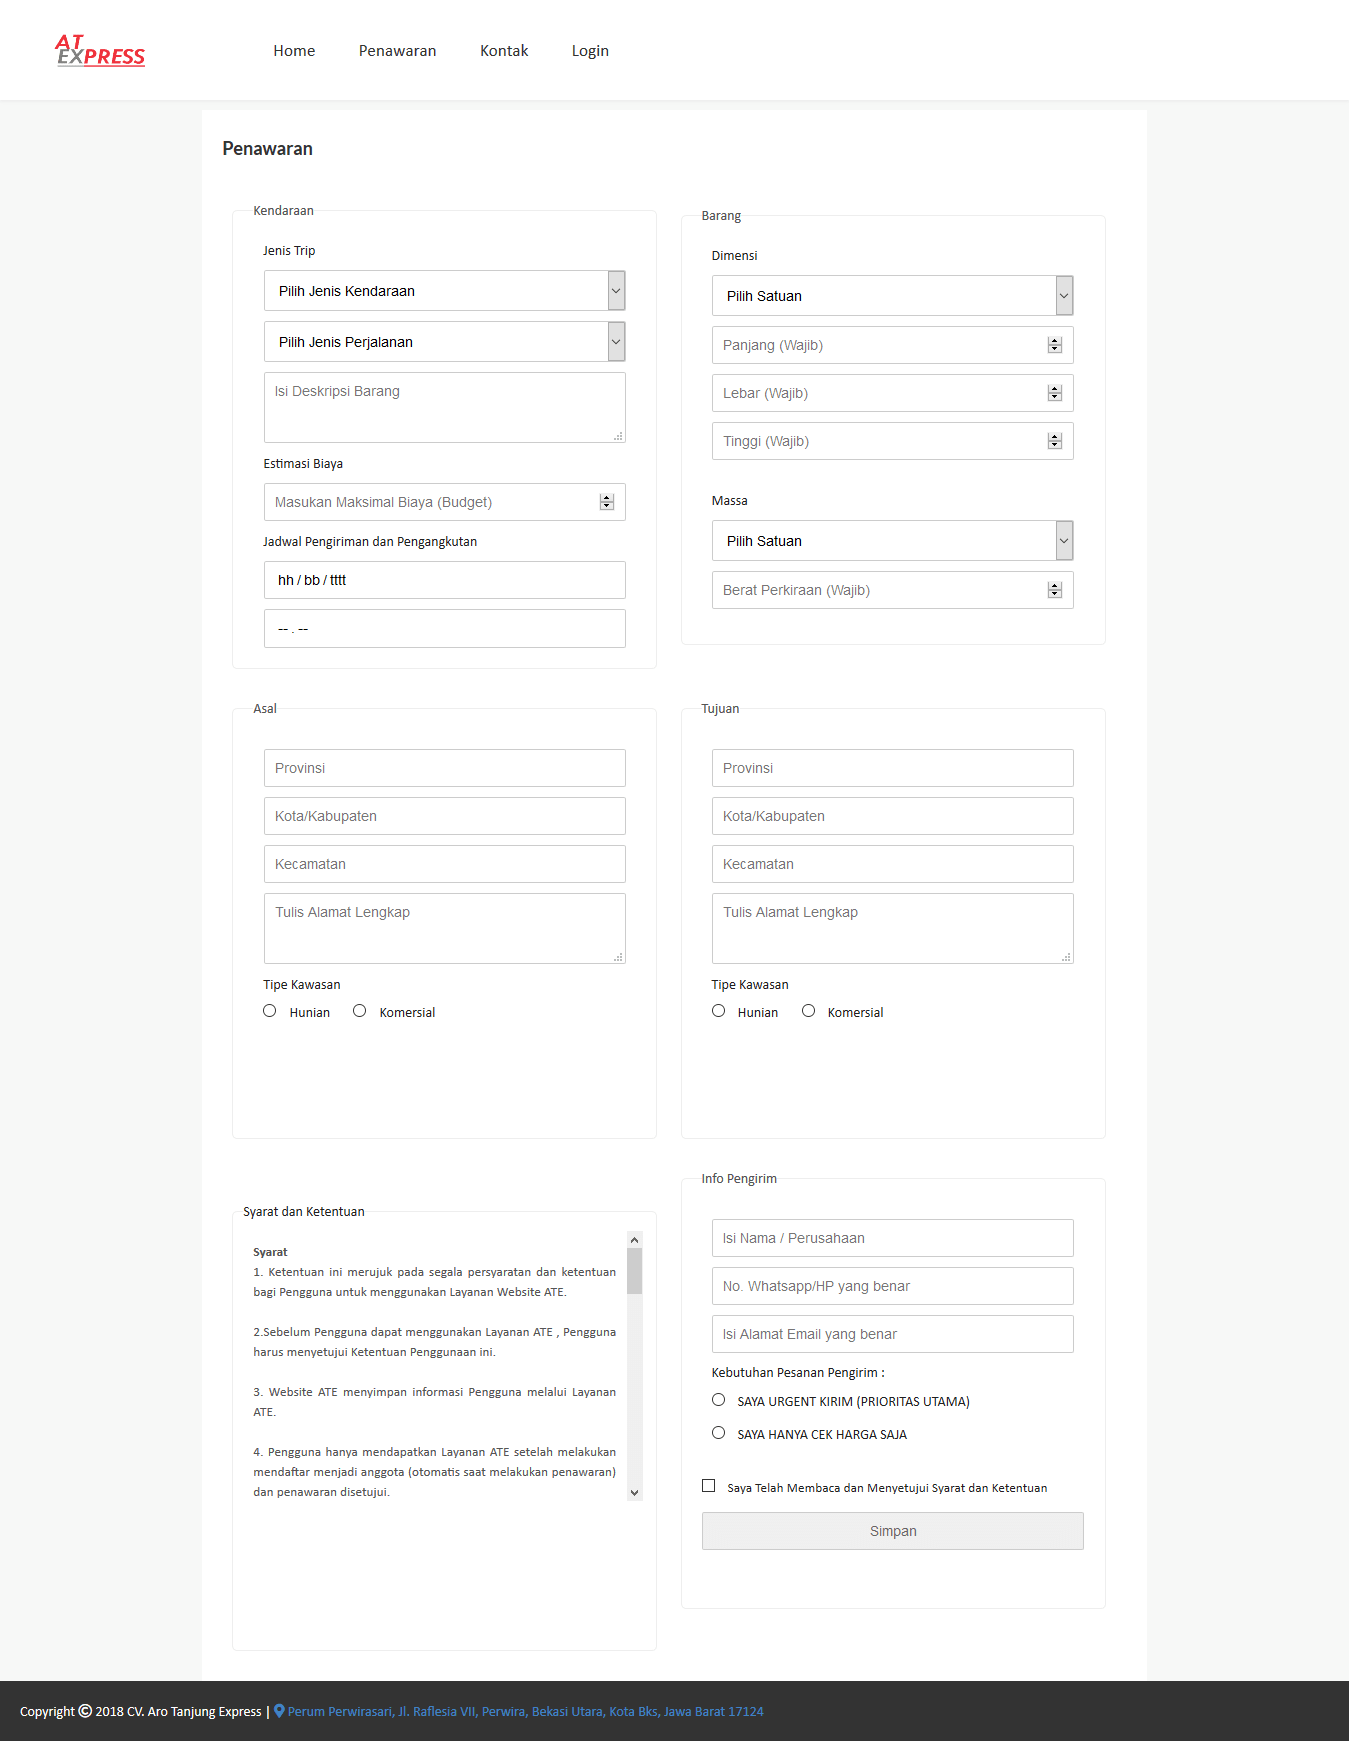 AT
EXPRESS
Home
Penawaran
Kontak
Login
Penawaran
Kendaraan
Jenis Trip
Pilih Jenis Kendaraan
Pilih Jenis Perjalanan
Isi Deskripsi Barang
Estimasi Biaya
Masukan Maksimal Biaya (Budget)
Jadwal Pengiriman dan Pengangkutan
hh / bb / tttt
-- . --
Barang
Dimensi
Pilih Satuan
Panjang (Wajib)
Lebar (Wajib)
Tinggi (Wajib)
Massa
Pilih Satuan
Berat Perkiraan (Wajib)
Asal
Provinsi
Kota/Kabupaten
Kecamatan
Tulis Alamat Lengkap
Tipe Kawasan
Hunian
Komersial
Tujuan
Provinsi
Kota/Kabupaten
Kecamatan
Tulis Alamat Lengkap
Tipe Kawasan
Hunian
Komersial
Syarat dan Ketentuan
Syarat
1. Ketentuan ini merujuk pada segala persyaratan dan ketentuan
bagi Pengguna untuk menggunakan Layanan Website ATE.
2.Sebelum Pengguna dapat menggunakan Layanan ATE , Pengguna
harus menyetujui Ketentuan Penggunaan ini.
3. Website ATE menyimpan informasi Pengguna melalui Layanan
ATE.
4. Pengguna hanya mendapatkan Layanan ATE setelah melakukan
mendaftar menjadi anggota (otomatis saat melakukan penawaran)
dan penawaran disetujui.
Info Pengirim
Isi Nama / Perusahaan
No. Whatsapp/HP yang benar
Isi Alamat Email yang benar
Kebutuhan Pesanan Pengirim :
SAYA URGENT KIRIM (PRIORITAS UTAMA)
SAYA HANYA CEK HARGA SAJA
Saya Telah Membaca dan Menyetujui Syarat dan Ketentuan
Simpan
Copyright © 2018 CV. Aro Tanjung Express | Perum Perwirasari, Jl. Raflesia VII, Perwira, Bekasi Utara, Kota Bks, Jawa Barat 17124